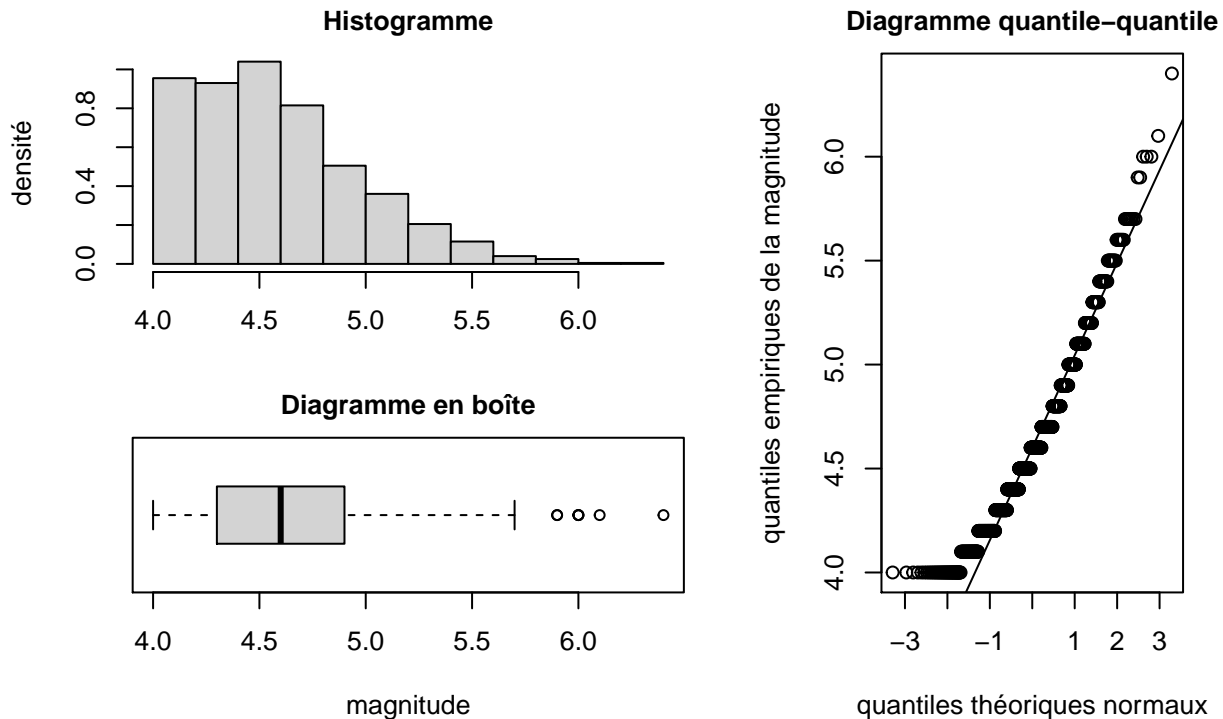 Histogramme
densité
0.0 0.4 0.8
4.0 4.5 5.0 5.5 6.0
Diagramme en boîte
4.0 4.5 5.0 5.5 6.0
magnitude
Diagramme quantile−quantile
quantiles empiriques de la magnitude
4.0 4.5 5.0 5.5 6.0
−3 −1 1 2 3
quantiles théoriques normaux